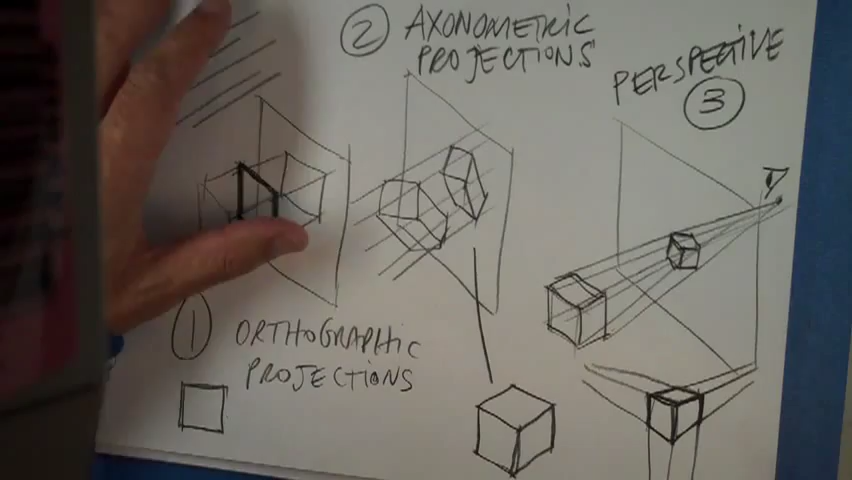 ② AXONOMETRIC
PROJECTIONS
PERSPECTIVE
③
① ORTHOGRAPHIC
PROJECTIONS